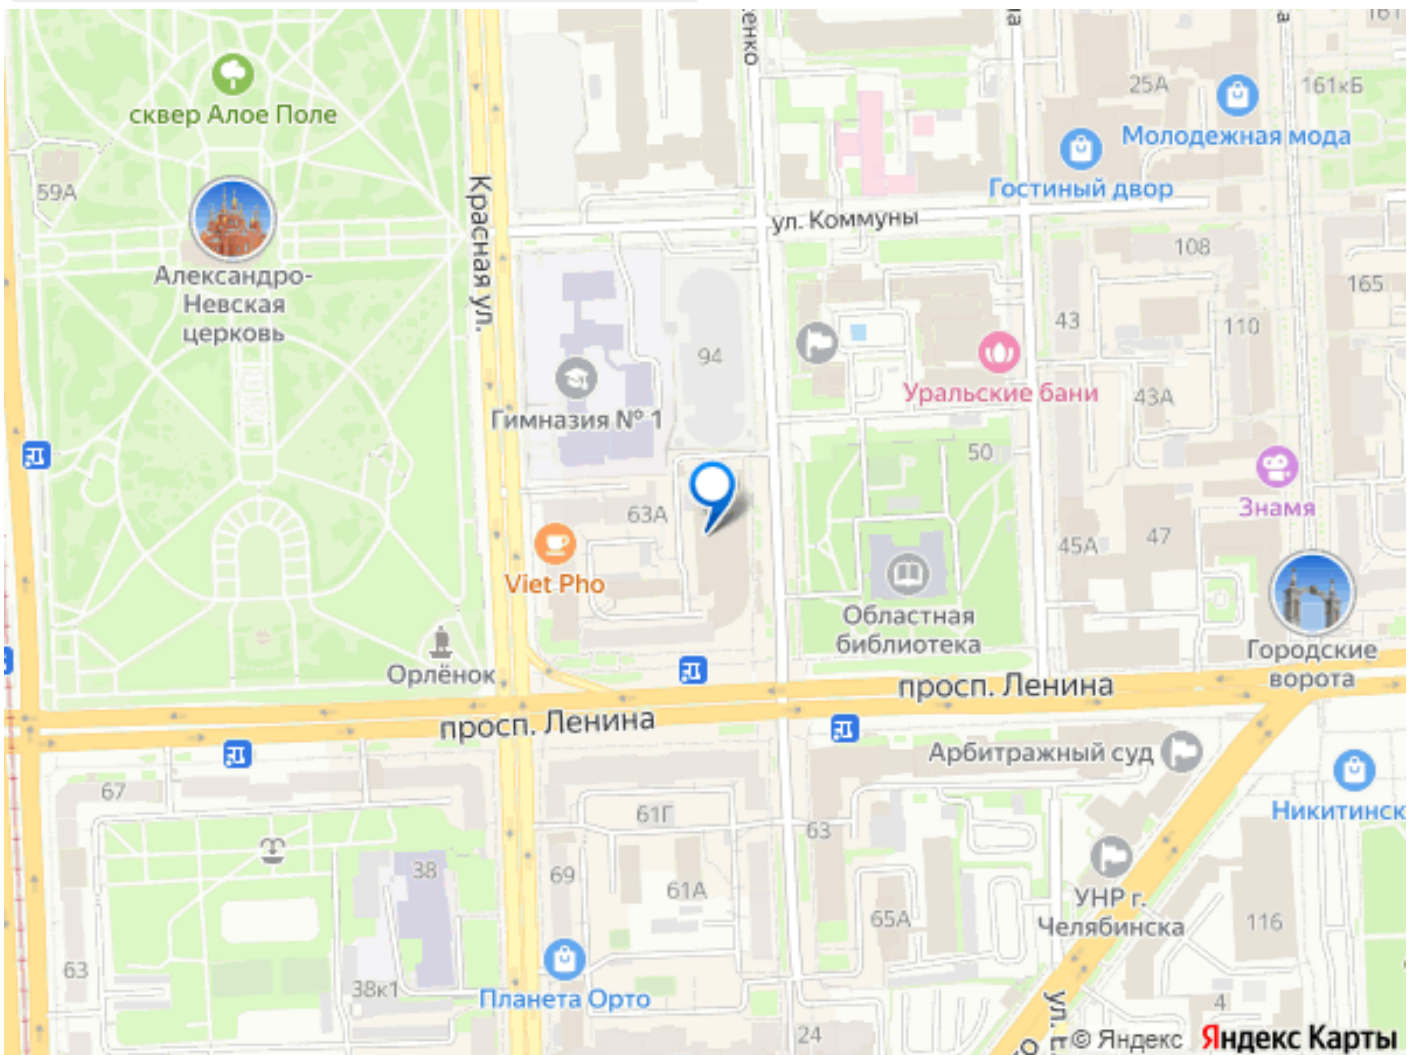 161
25А
161кБ
сквер Алое Поле
Молодежная мода
59А
Гостиный двор
Красная ул.
ул. Коммуны
Александро-
Невская
церковь
108
165
43
110
94
Уральские бани
43А
Гимназия № 1
50
Знамя
63А
45А
47
Viet Pho
Областная
библиотека
Орлёнок
Городские
ворота
просп. Ленина
просп. Ленина
Арбитражный суд
67
61Г
63
Никитинск
38
69
61А
УНР г.
Челябинска
65А
116
63
38к1
Планета Орто
4
24
ул.
© Яндекс
Яндекс Карты